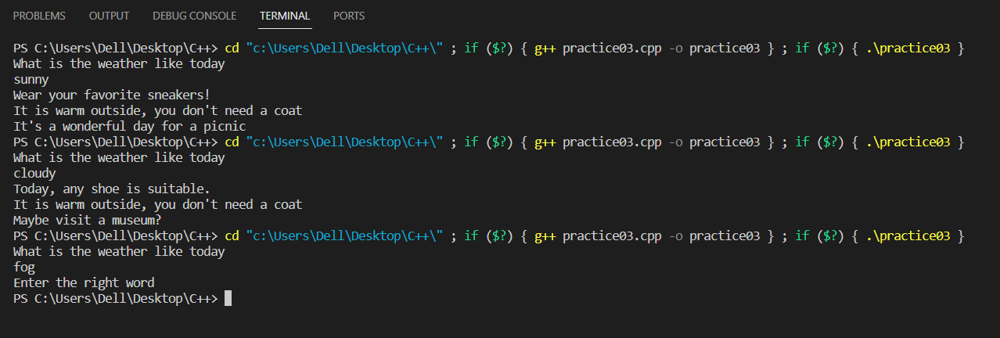 PROBLEMS OUTPUT DEBUG CONSOLE TERMINAL PORTS
PS C:\Users\Dell\Desktop\C++> cd "c:\Users\Dell\Desktop\C++\" ; if ($?) { g++ practice03.cpp -o practice03 } ; if ($?) { .\practice03 }
What is the weather like today
sunny
Wear your favorite sneakers!
It is warm outside, you don't need a coat
It's a wonderful day for a picnic
PS C:\Users\Dell\Desktop\C++> cd "c:\Users\Dell\Desktop\C++\" ; if ($?) { g++ practice03.cpp -o practice03 } ; if ($?) { .\practice03 }
What is the weather like today
cloudy
Today, any shoe is suitable.
It is warm outside, you don't need a coat
Maybe visit a museum?
PS C:\Users\Dell\Desktop\C++> cd "c:\Users\Dell\Desktop\C++\" ; if ($?) { g++ practice03.cpp -o practice03 } ; if ($?) { .\practice03 }
What is the weather like today
fog
Enter the right word
PS C:\Users\Dell\Desktop\C++>